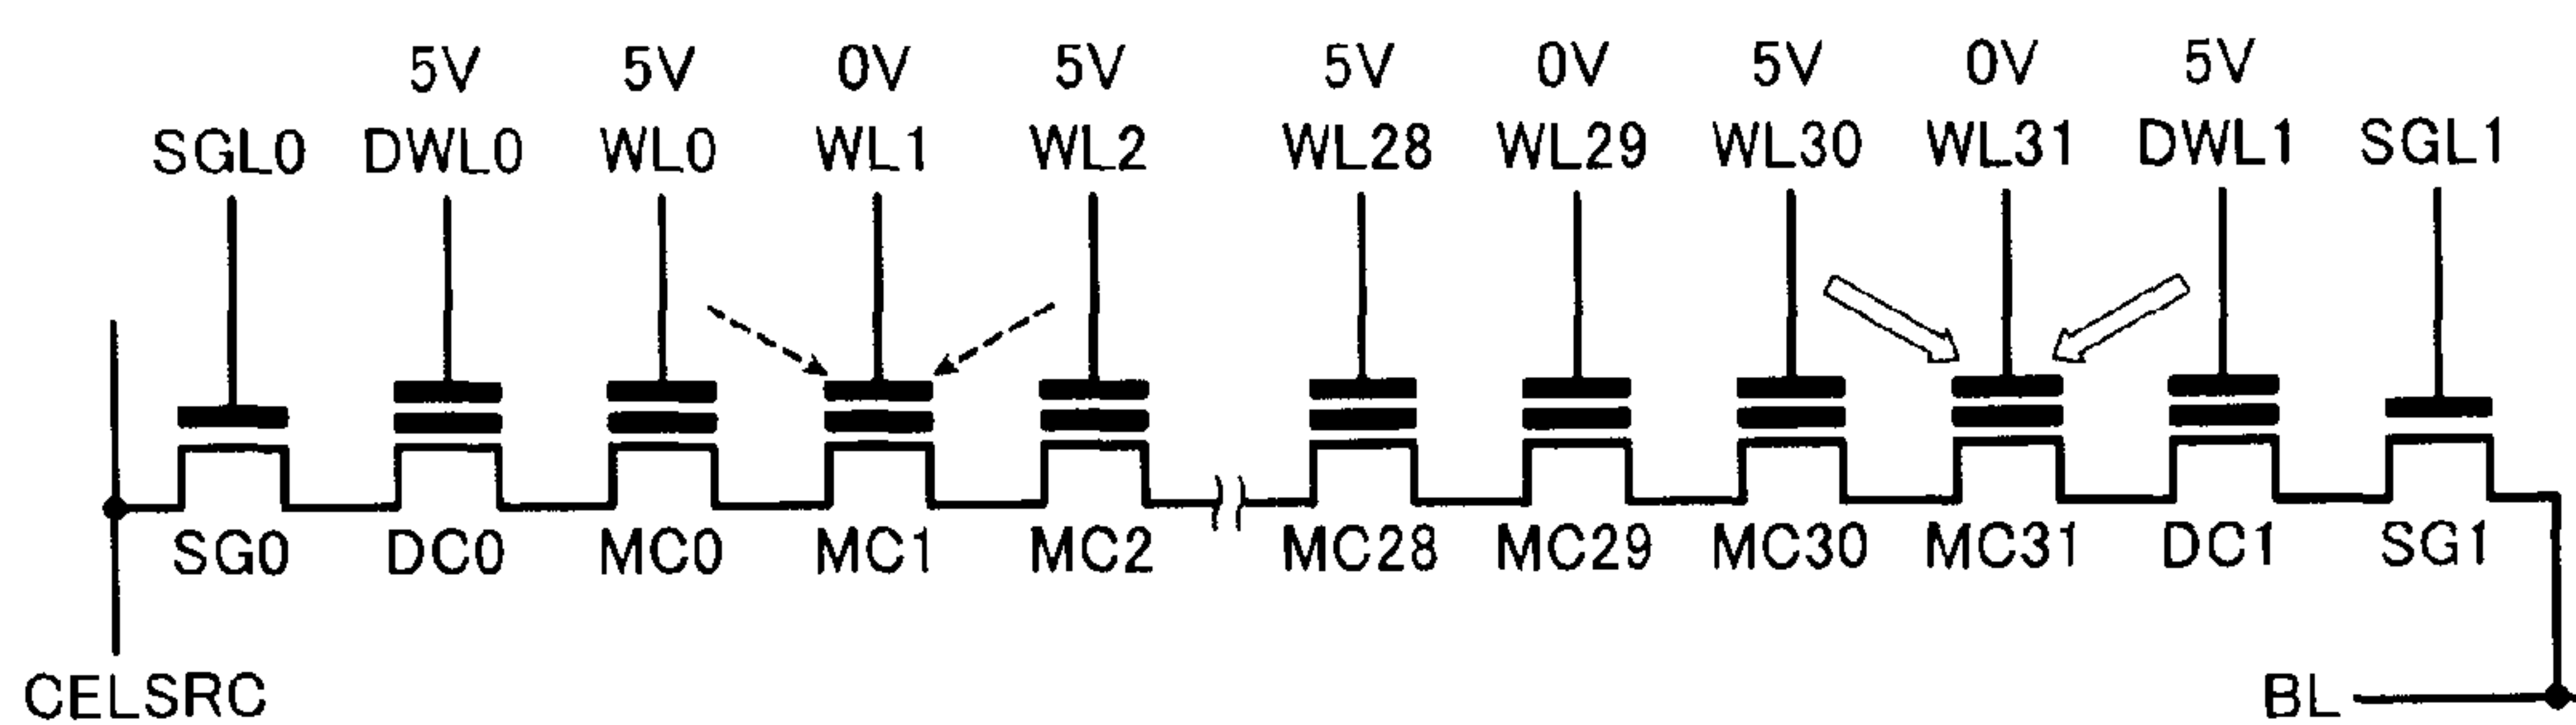 5V 5V 0V 5V 5V 0V 5V 0V 5V
SGL0 DWL0 WL0 WL1 WL2 WL28 WL29 WL30 WL31 DWL1 SGL1
SG0 DC0 MC0 MC1 MC2 MC28 MC29 MC30 MC31 DC1 SG1
CELSRC BL